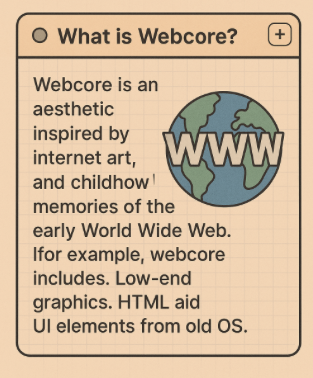 What is Webcore?
Webcore is an
aesthetic
inspired by
internet art,
and childhow
memories of the
early World Wide Web.
Ifor example, webcore
includes. Low-end
graphics. HTML aid
UI elements from old OS.
WWW